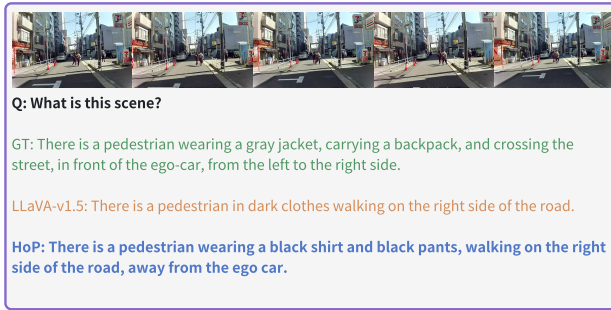 Q: What is this scene?
GT: There is a pedestrian wearing a gray jacket, carrying a backpack, and crossing the
street, in front of the ego-car, from the left to the right side.
LLaVA-v1.5: There is a pedestrian in dark clothes walking on the right side of the road.
HoP: There is a pedestrian wearing a black shirt and black pants, walking on the right
side of the road, away from the ego car.